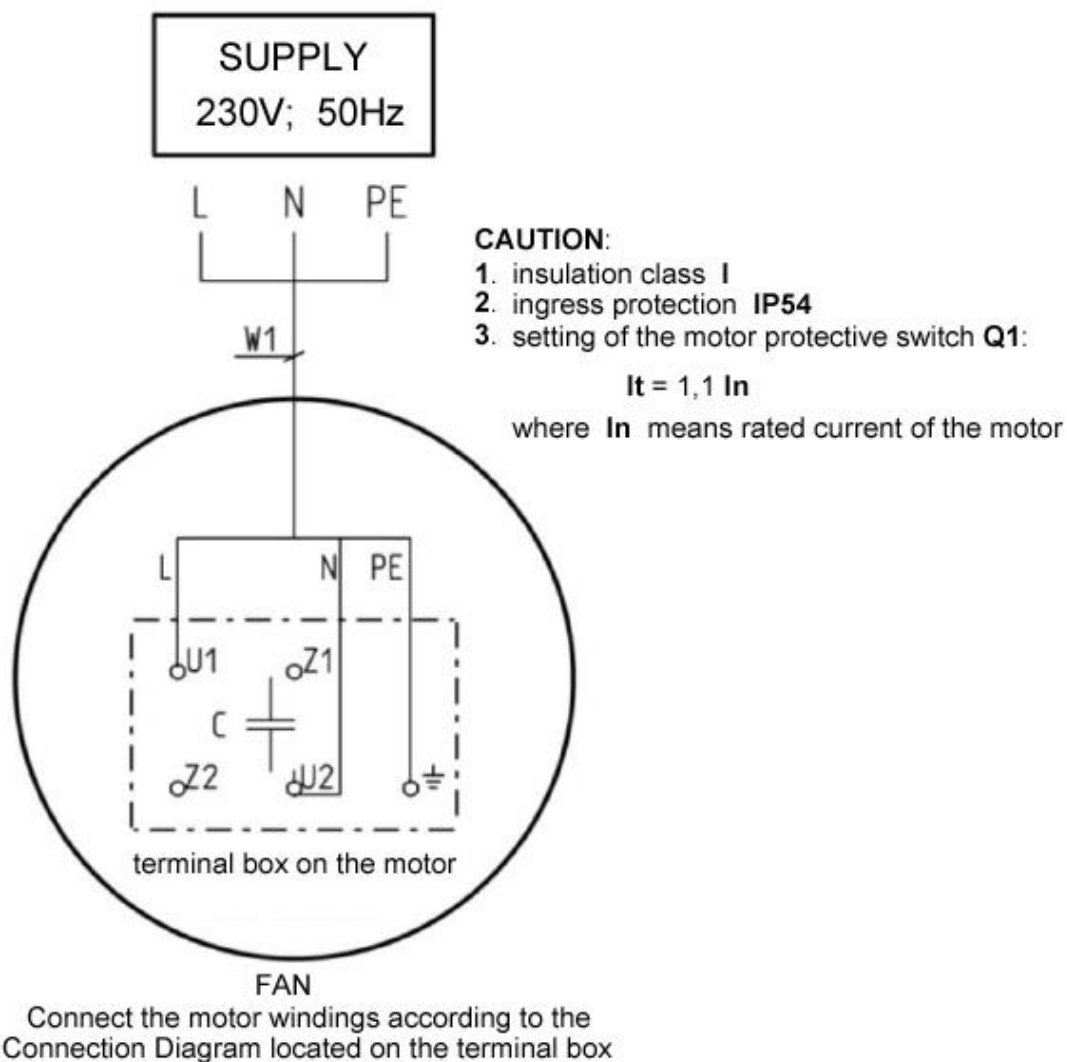 SUPPLY
230V; 50Hz
L N PE
CAUTION:
1. insulation class I
2. ingress protection IP54
3. setting of the motor protective switch Q1:
It = 1,1 In
where In means rated current of the motor
W1
L N PE
U1 Z1
C
Z2 U2
terminal box on the motor
FAN
Connect the motor windings according to the
Connection Diagram located on the terminal box